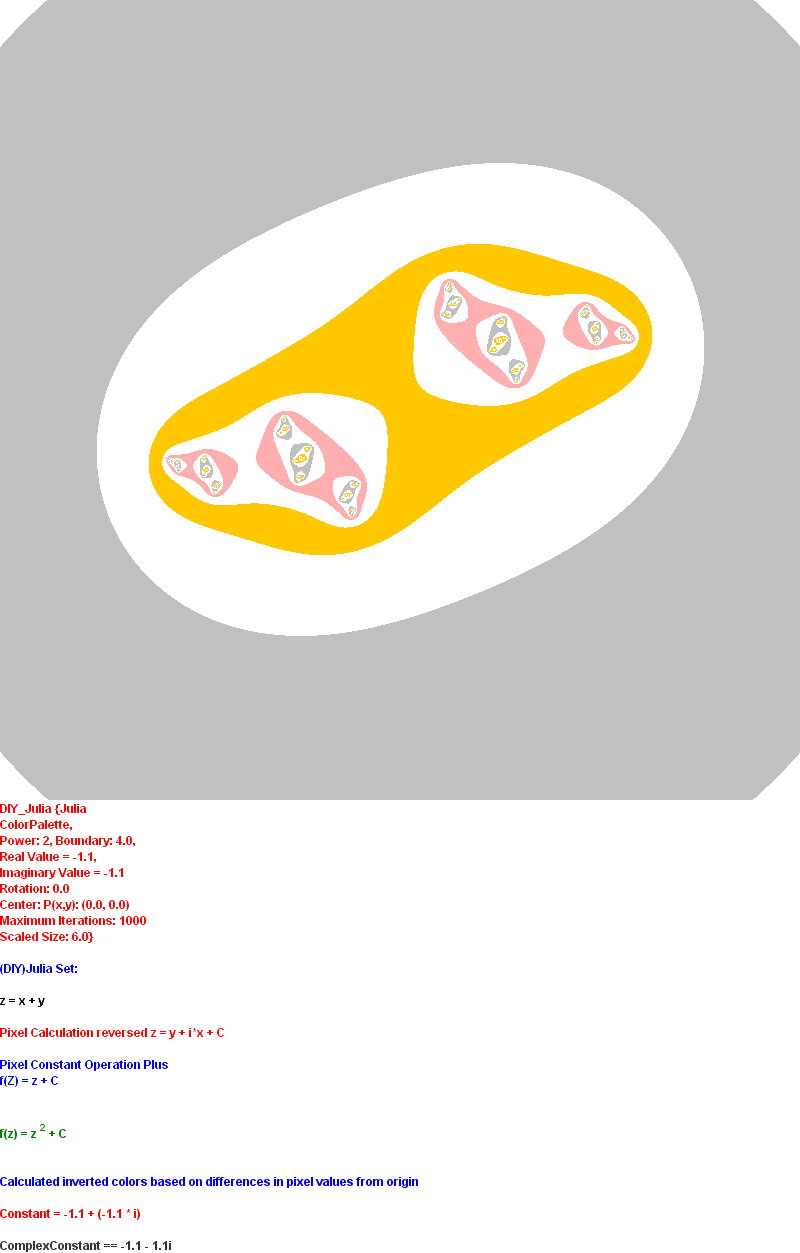 DIY_Julia {Julia
ColorPalette,
Power: 2, Boundary: 4.0,
Real Value = -1.1,
Imaginary Value = -1.1
Rotation: 0.0
Center: P(x,y): (0.0, 0.0)
Maximum Iterations: 1000
Scaled Size: 6.0}
(DIY)Julia Set:
z = x + y
Pixel Calculation reversed z = y + i*x + C
Pixel Constant Operation Plus
f(Z) = z + C
f(z) = z 2 + C
Calculated inverted colors based on differences in pixel values from origin
Constant = -1.1 + (-1.1 * i)
ComplexConstant == -1.1 - 1.1i